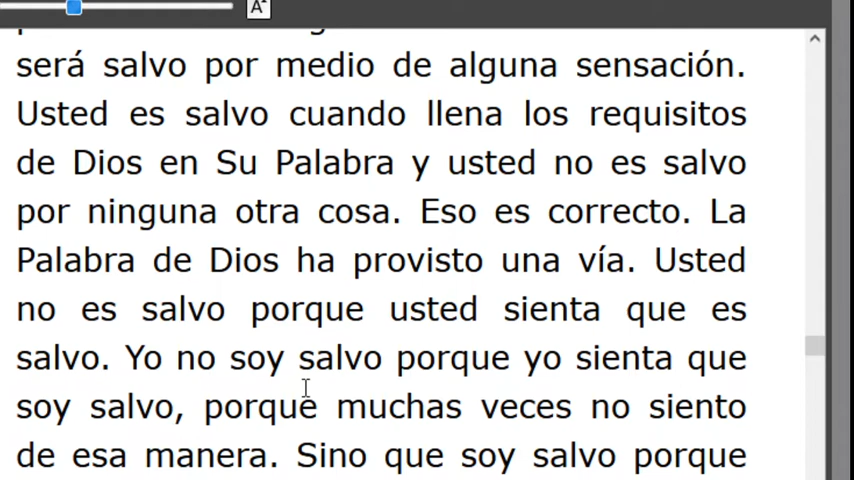 A
será salvo por medio de alguna sensación.
Usted es salvo cuando llena los requisitos
de Dios en Su Palabra y usted no es salvo
por ninguna otra cosa. Eso es correcto. La
Palabra de Dios ha provisto una vía. Usted
no es salvo porque usted sienta que es
salvo. Yo no soy salvo porque yo sienta que
soy salvo, porque muchas veces no siento
de esa manera. Sino que soy salvo porque